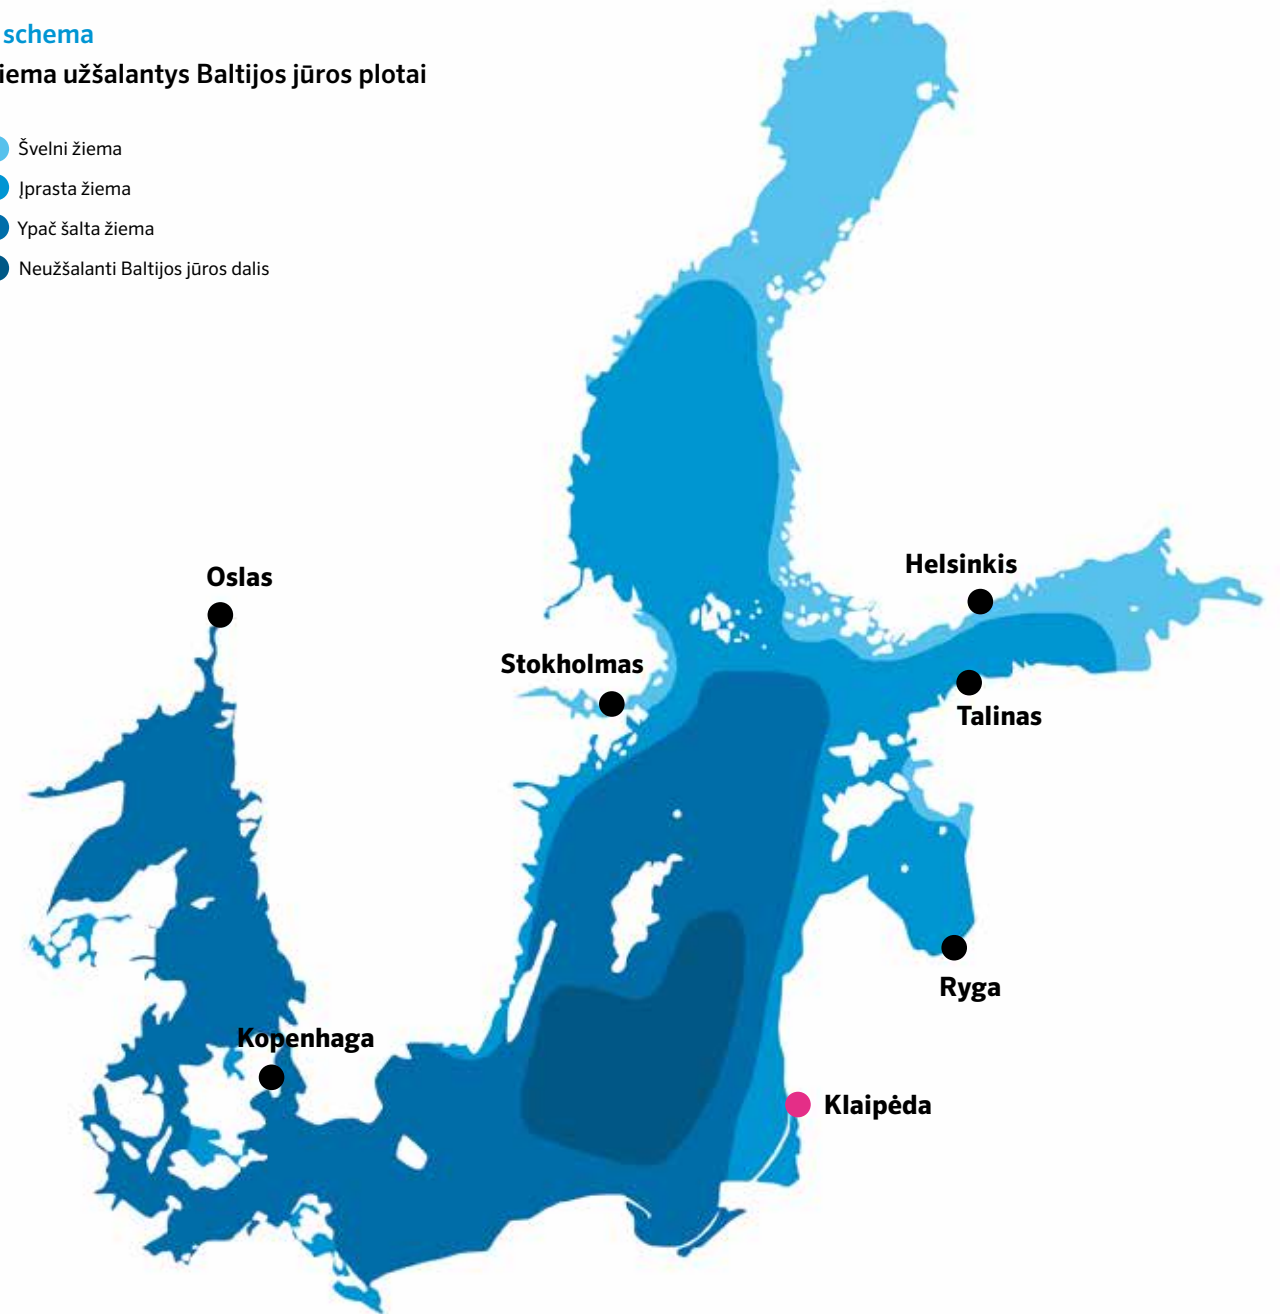 schema
iema užšalantys Baltijos jūros plotai
Švelni žiema
Įprasta žiema
Ypač šalta žiema
Neužšalanti Baltijos jūros dalis
Helsinkis
Oslas
Stokholmas
Talinas
Ryga
Kopenhaga
Klaipėda